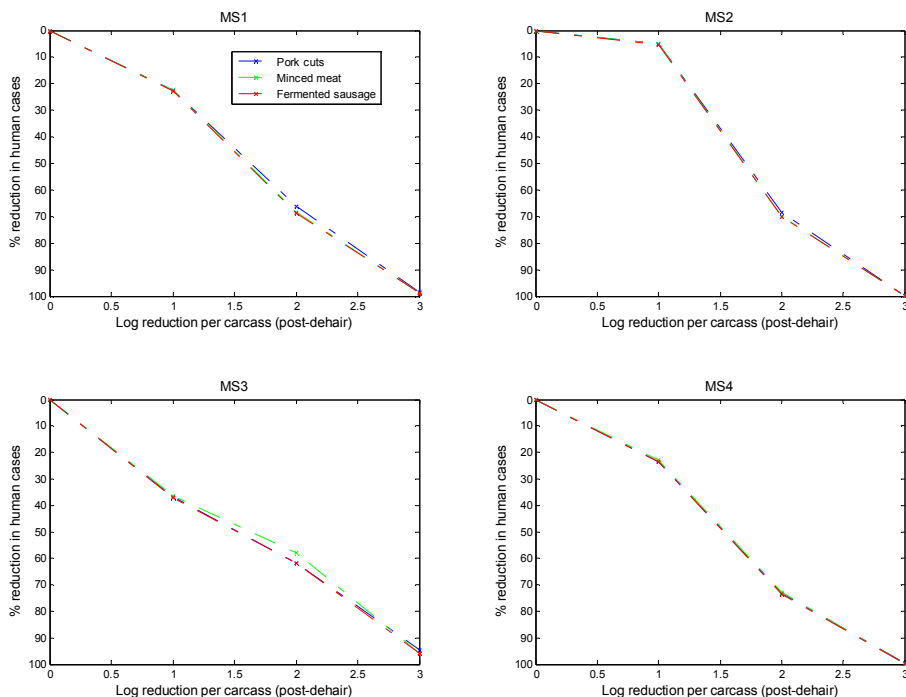 MS1
0
10
20
30
40
50
60
70
80
90
100
% reduction in human cases
Pork cuts
Minced meat
Fermented sausage
0 0.5 1 1.5 2 2.5 3
Log reduction per carcass (post-dehair)
MS2
0
10
20
30
40
50
60
70
80
90
100
% reduction in human cases
0 0.5 1 1.5 2 2.5 3
Log reduction per carcass (post-dehair)
MS3
0
10
20
30
40
50
60
70
80
90
100
% reduction in human cases
0 0.5 1 1.5 2 2.5 3
Log reduction per carcass (post-dehair)
MS4
0
10
20
30
40
50
60
70
80
90
100
% reduction in human cases
0 0.5 1 1.5 2 2.5 3
Log reduction per carcass (post-dehair)